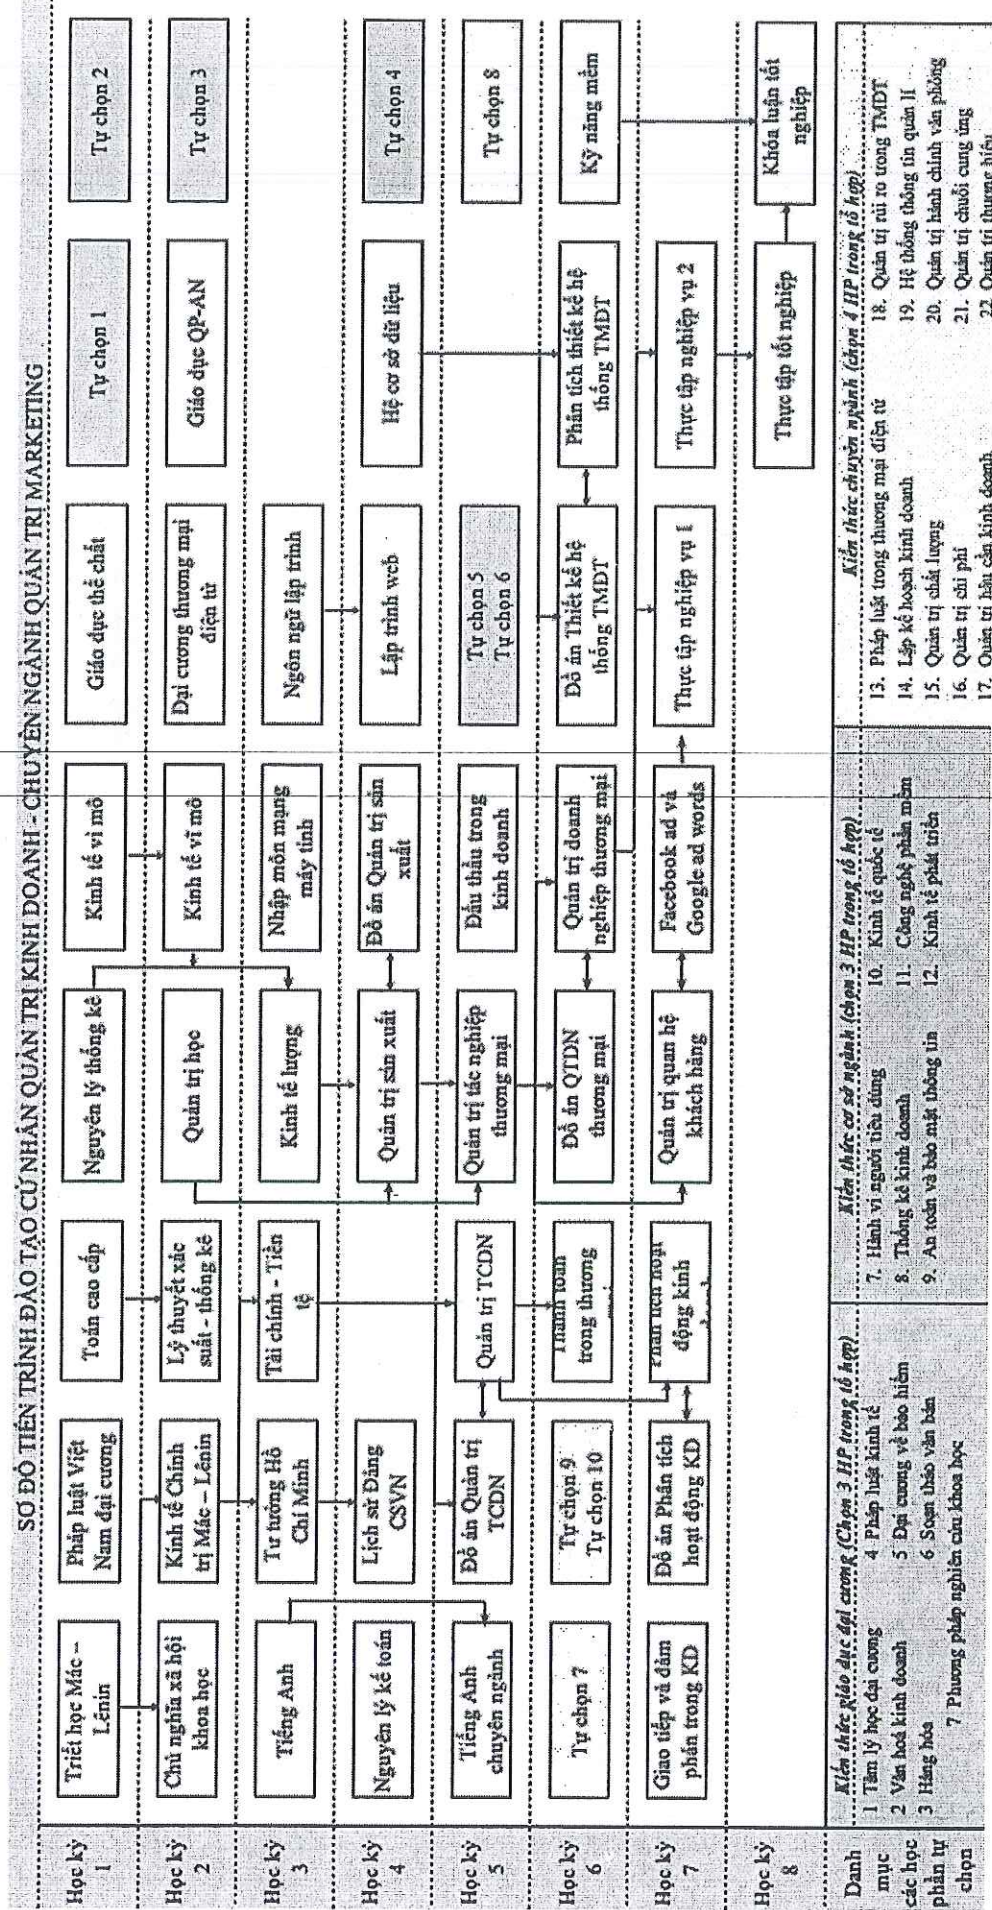 SƠ ĐỒ TIẾN TRÌNH ĐÀO TẠO CỬ NHÂN QUẢN TRỊ KINH DOANH - CHUYÊN NGÀNH QUẢN TRỊ MARKETING
Học kỳ
1
Triết học Mác –
Lênin
Pháp luật Việt
Nam đại cương
Toán cao cấp
Nguyên lý thống kê
Kinh tế vi mô
Giáo dục thể chất
Tự chọn 1
Tự chọn 2
Học kỳ
2
Chủ nghĩa xã hội
khoa học
Kinh tế Chính
trị Mác – Lênin
Lý thuyết xác
suất - thống kê
Quản trị học
Kinh tế vĩ mô
Đại cương thương mại
điện tử
Giáo dục QP-AN
Tự chọn 3
Học kỳ
3
Tiếng Anh
Tư tưởng Hồ
Chí Minh
Tài chính - Tiền
tệ
Kinh tế lượng
Nhập môn mạng
máy tính
Ngôn ngữ lập trình
Học kỳ
4
Nguyên lý kế toán
Lịch sử Đảng
CSVN
Quản trị sản xuất
Đồ án Quản trị sản
xuất
Lập trình web
Hệ cơ sở dữ liệu
Tự chọn 4
Học kỳ
5
Tiếng Anh
chuyên ngành
Đồ án Quản trị
TCDN
Quản trị TCDN
Quản trị tác nghiệp
thương mại
Đấu thầu trong
kinh doanh
Tự chọn 5
Tự chọn 6
Tự chọn 8
Học kỳ
6
Tự chọn 7
Tự chọn 9
Tự chọn 10
Thanh toán
trong thương
Đồ án QTDN
thương mại
Quản trị doanh
nghiệp thương mại
Đồ án Thiết kế hệ
thống TMĐT
Phân tích thiết kế hệ
thống TMĐT
Kỹ năng mềm
Học kỳ
7
Giao tiếp và đàm
phán trong KD
Đồ án Phân tích
hoạt động KD
Phân tích hoạt
động kinh
Quản trị quan hệ
khách hàng
Facebook ad và
Google ad words
Thực tập nghiệp vụ 1
Thực tập nghiệp vụ 2
Học kỳ
8
Thực tập tốt nghiệp
Khóa luận tốt
nghiệp
Danh
mục
các học
phần tự
chọn
Kiến thức giáo dục đại cương (Chọn 3 HP trong tổ hợp)
1 Tâm lý học đại cương
2 Văn hoá kinh doanh
3 Hàng hóa
4 Pháp luật kinh tế
5 Đại cương về bảo hiểm
6 Soạn thảo văn bản
7 Phương pháp nghiên cứu khoa học
Kiến thức cơ sở ngành (chọn 3 HP trong tổ hợp)
7. Hành vi người tiêu dùng
8. Thống kê kinh doanh
9. An toàn và bảo mật thông tin
10. Kinh tế quốc tế
11. Công nghệ phần mềm
12. Kinh tế phát triển
Kiến thức chuyên ngành (chọn 4 HP trong tổ hợp)
13. Pháp luật trong thương mại điện tử
14. Lập kế hoạch kinh doanh
15. Quản trị chất lượng
16. Quản trị chi phí
17. Quản trị hậu cần kinh doanh
18. Quản trị rủi ro trong TMĐT
19. Hệ thống thông tin quản lí
20. Quản trị hành chính văn phòng
21. Quản trị chuỗi cung ứng
22. Quản trị thương hiệu